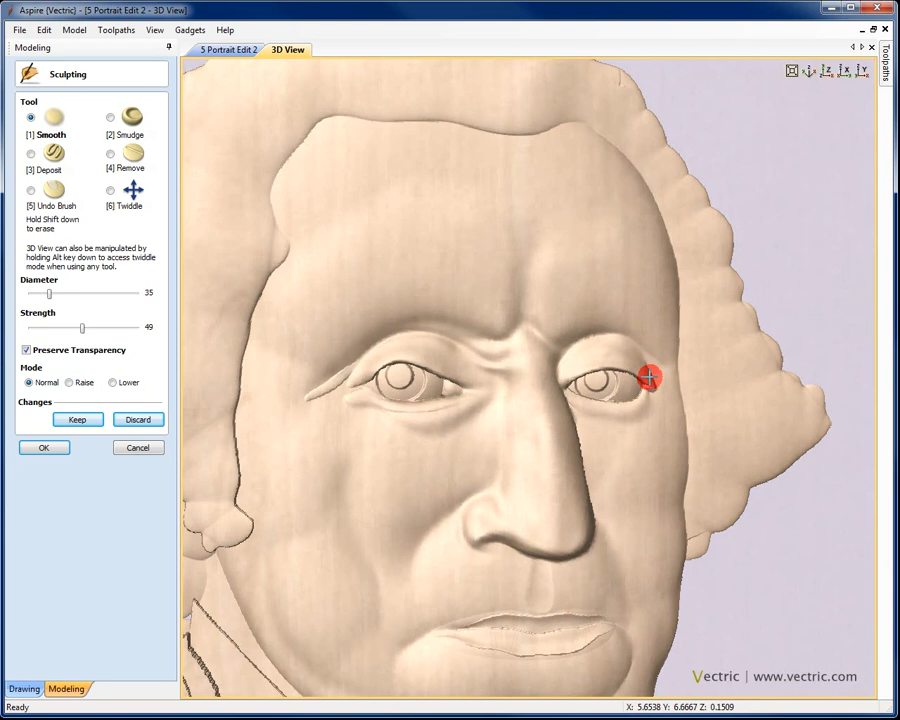 Aspire {Vectric} - [5 Portrait Edit 2 - 3D View]
File Edit Model Toolpaths View Gadgets Help
Modeling
5 Portrait Edit 2 3D View
Toolpaths
Sculpting
Tool
[1] Smooth [2] Smudge
[3] Deposit [4] Remove
[5] Undo Brush [6] Twiddle
Hold Shift down
to erase
3D View can also be manipulated by
holding Alt key down to access twiddle
mode when using any tool.
Diameter
35
Strength
49
Preserve Transparency
Mode
Normal Raise Lower
Changes
Keep Discard
OK Cancel
Vectric | www.vectric.com
Drawing Modeling
Ready X: 5.6538 Y: 6.6667 Z: 0.1509